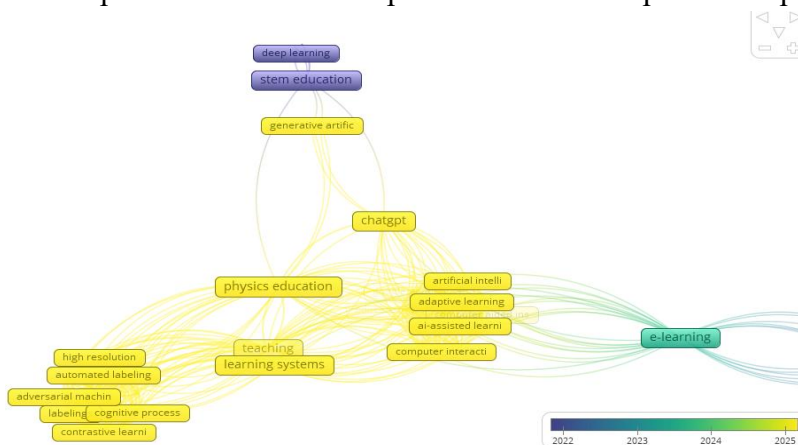 deep learning
stem education
generative artific
chatgpt
physics education
artificial intelli
adaptive learning
ai-assisted learni
computer interacti
e-learning
teaching
learning systems
high resolution
automated labeling
adversarial machin
labeling
cognitive process
contrastive learni
2022 2023 2024 2025